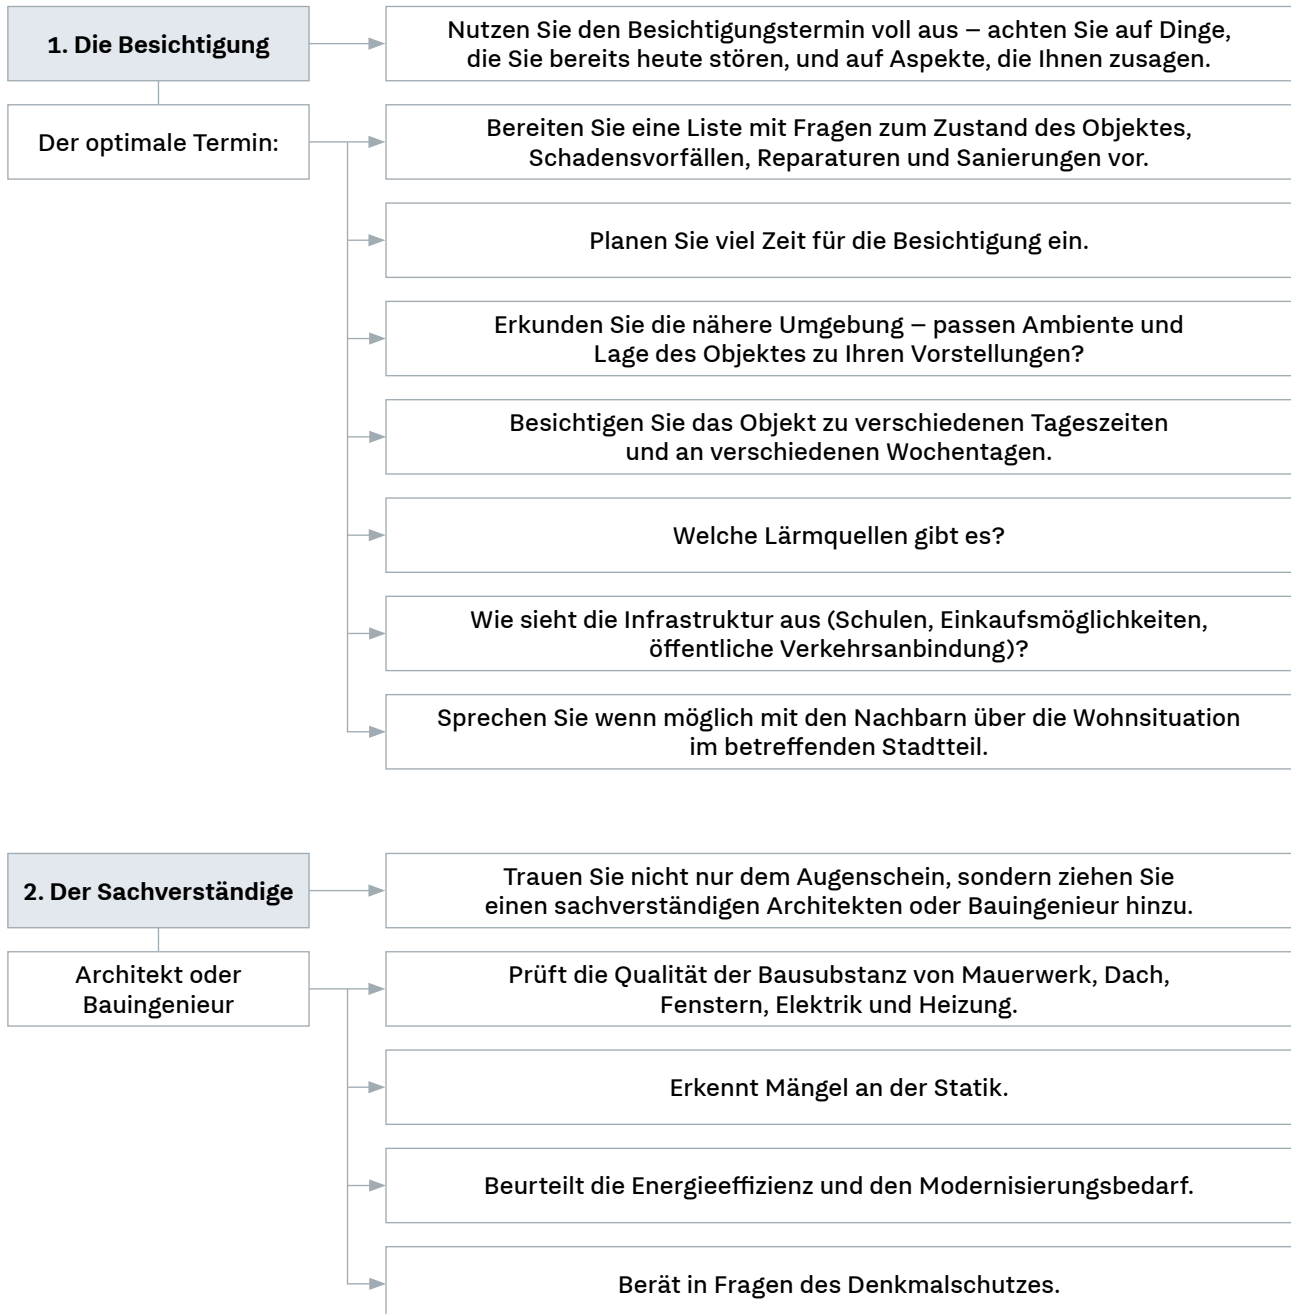 1. Die Besichtigung
Nutzen Sie den Besichtigungstermin voll aus – achten Sie auf Dinge,
die Sie bereits heute stören, und auf Aspekte, die Ihnen zusagen.
Der optimale Termin:
Bereiten Sie eine Liste mit Fragen zum Zustand des Objektes,
Schadensvorfällen, Reparaturen und Sanierungen vor.
Planen Sie viel Zeit für die Besichtigung ein.
Erkunden Sie die nähere Umgebung – passen Ambiente und
Lage des Objektes zu Ihren Vorstellungen?
Besichtigen Sie das Objekt zu verschiedenen Tageszeiten
und an verschiedenen Wochentagen.
Welche Lärmquellen gibt es?
Wie sieht die Infrastruktur aus (Schulen, Einkaufsmöglichkeiten,
öffentliche Verkehrsanbindung)?
Sprechen Sie wenn möglich mit den Nachbarn über die Wohnsituation
im betreffenden Stadtteil.
2. Der Sachverständige
Trauen Sie nicht nur dem Augenschein, sondern ziehen Sie
einen sachverständigen Architekten oder Bauingenieur hinzu.
Architekt oder
Bauingenieur
Prüft die Qualität der Bausubstanz von Mauerwerk, Dach,
Fenstern, Elektrik und Heizung.
Erkennt Mängel an der Statik.
Beurteilt die Energieeffizienz und den Modernisierungsbedarf.
Berät in Fragen des Denkmalschutzes.